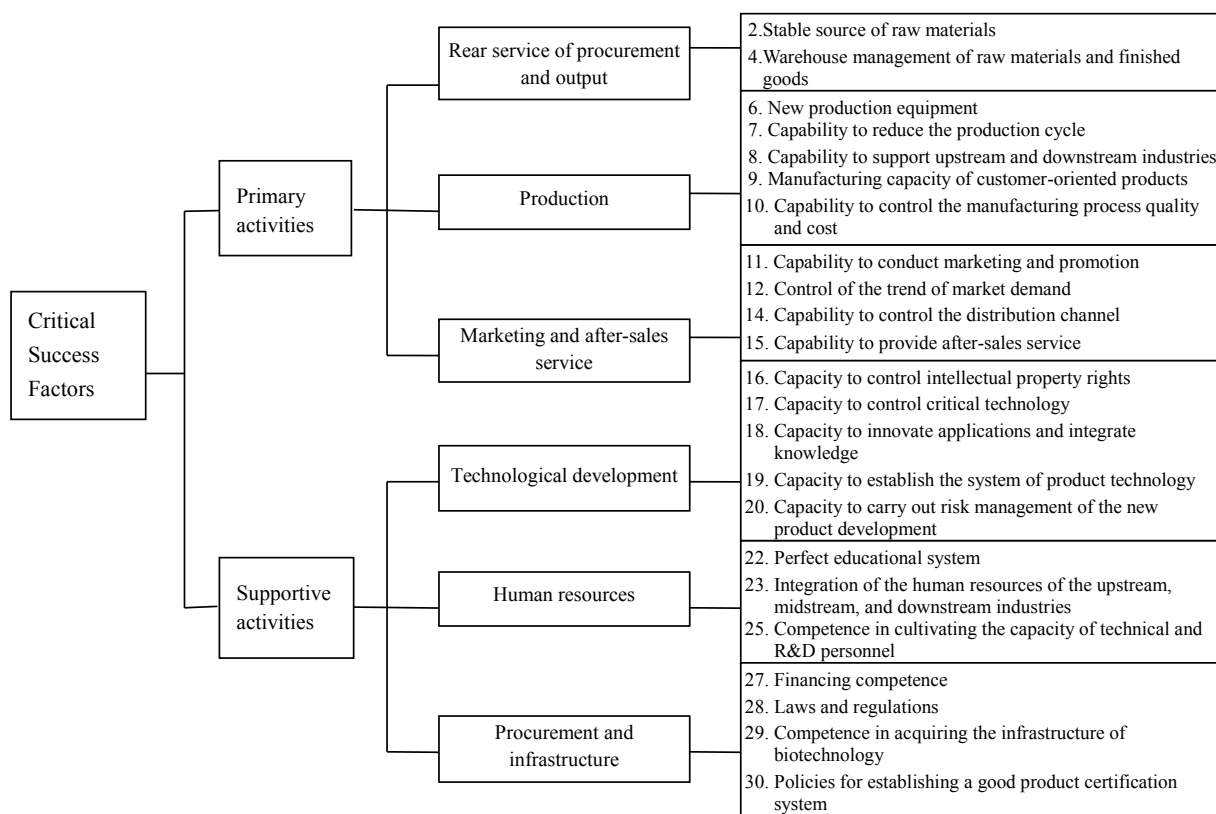 Critical
Success
Factors
Primary
activities
Supportive
activities
Rear service of procurement
and output
Production
Marketing and after-sales
service
Technological development
Human resources
Procurement and
infrastructure
2.Stable source of raw materials
4.Warehouse management of raw materials and finished
goods
6. New production equipment
7. Capability to reduce the production cycle
8. Capability to support upstream and downstream industries
9. Manufacturing capacity of customer-oriented products
10. Capability to control the manufacturing process quality
and cost
11. Capability to conduct marketing and promotion
12. Control of the trend of market demand
14. Capability to control the distribution channel
15. Capability to provide after-sales service
16. Capacity to control intellectual property rights
17. Capacity to control critical technology
18. Capacity to innovate applications and integrate
knowledge
19. Capacity to establish the system of product technology
20. Capacity to carry out risk management of the new
product development
22. Perfect educational system
23. Integration of the human resources of the upstream,
midstream, and downstream industries
25. Competence in cultivating the capacity of technical and
R&D personnel
27. Financing competence
28. Laws and regulations
29. Competence in acquiring the infrastructure of
biotechnology
30. Policies for establishing a good product certification
system